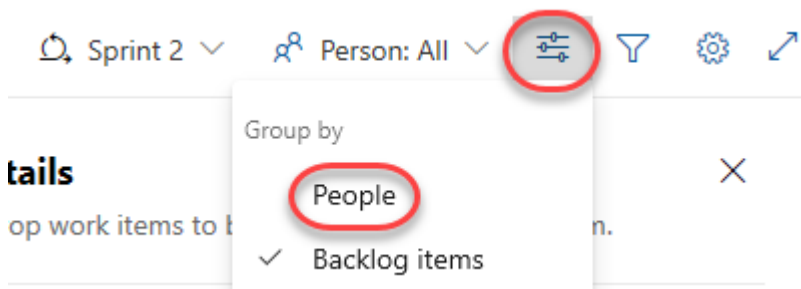 Sprint 2 Person: All
Group by
tails
People
op work items to b n.
Backlog items